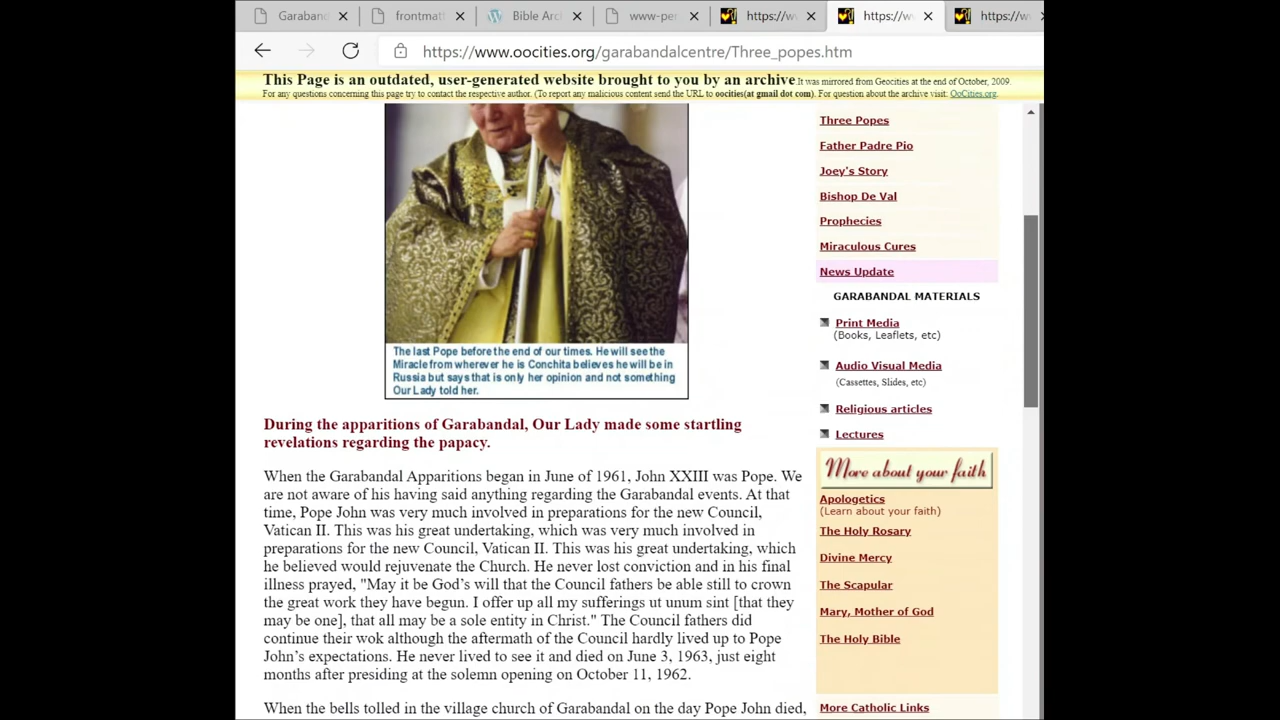 Garaband
frontmat
Bible Arc
www-per
https://w
https://w
https://w
https://www.oocities.org/garabandalcentre/Three_popes.htm
This Page is an outdated, user-generated website brought to you by an archive. It was mirrored from Geocities at the end of October, 2009.
For any questions concerning this page try to contact the respective author. (To report any malicious content send the URL to oocities(at gmail dot com). For question about the archive visit: OoCities.org.
The last Pope before the end of our times. He will see the
Miracle from wherever he is Conchita believes he will be in
Russia but says that is only her opinion and not something
Our Lady told her.
During the apparitions of Garabandal, Our Lady made some startling
revelations regarding the papacy.
When the Garabandal Apparitions began in June of 1961, John XXIII was Pope. We
are not aware of his having said anything regarding the Garabandal events. At that
time, Pope John was very much involved in preparations for the new Council,
Vatican II. This was his great undertaking, which was very much involved in
preparations for the new Council, Vatican II. This was his great undertaking, which
he believed would rejuvenate the Church. He never lost conviction and in his final
illness prayed, "May it be God's will that the Council fathers be able still to crown
the great work they have begun. I offer up all my sufferings ut unum sint [that they
may be one], that all may be a sole entity in Christ." The Council fathers did
continue their wok although the aftermath of the Council hardly lived up to Pope
John's expectations. He never lived to see it and died on June 3, 1963, just eight
months after presiding at the solemn opening on October 11, 1962.
When the bells tolled in the village church of Garabandal on the day Pope John died,
Three Popes
Father Padre Pio
Joey's Story
Bishop De Val
Prophecies
Miraculous Cures
News Update
GARABANDAL MATERIALS
Print Media
(Books, Leaflets, etc)
Audio Visual Media
(Cassettes, Slides, etc)
Religious articles
Lectures
More about your faith
Apologetics
(Learn about your faith)
The Holy Rosary
Divine Mercy
The Scapular
Mary, Mother of God
The Holy Bible
More Catholic Links